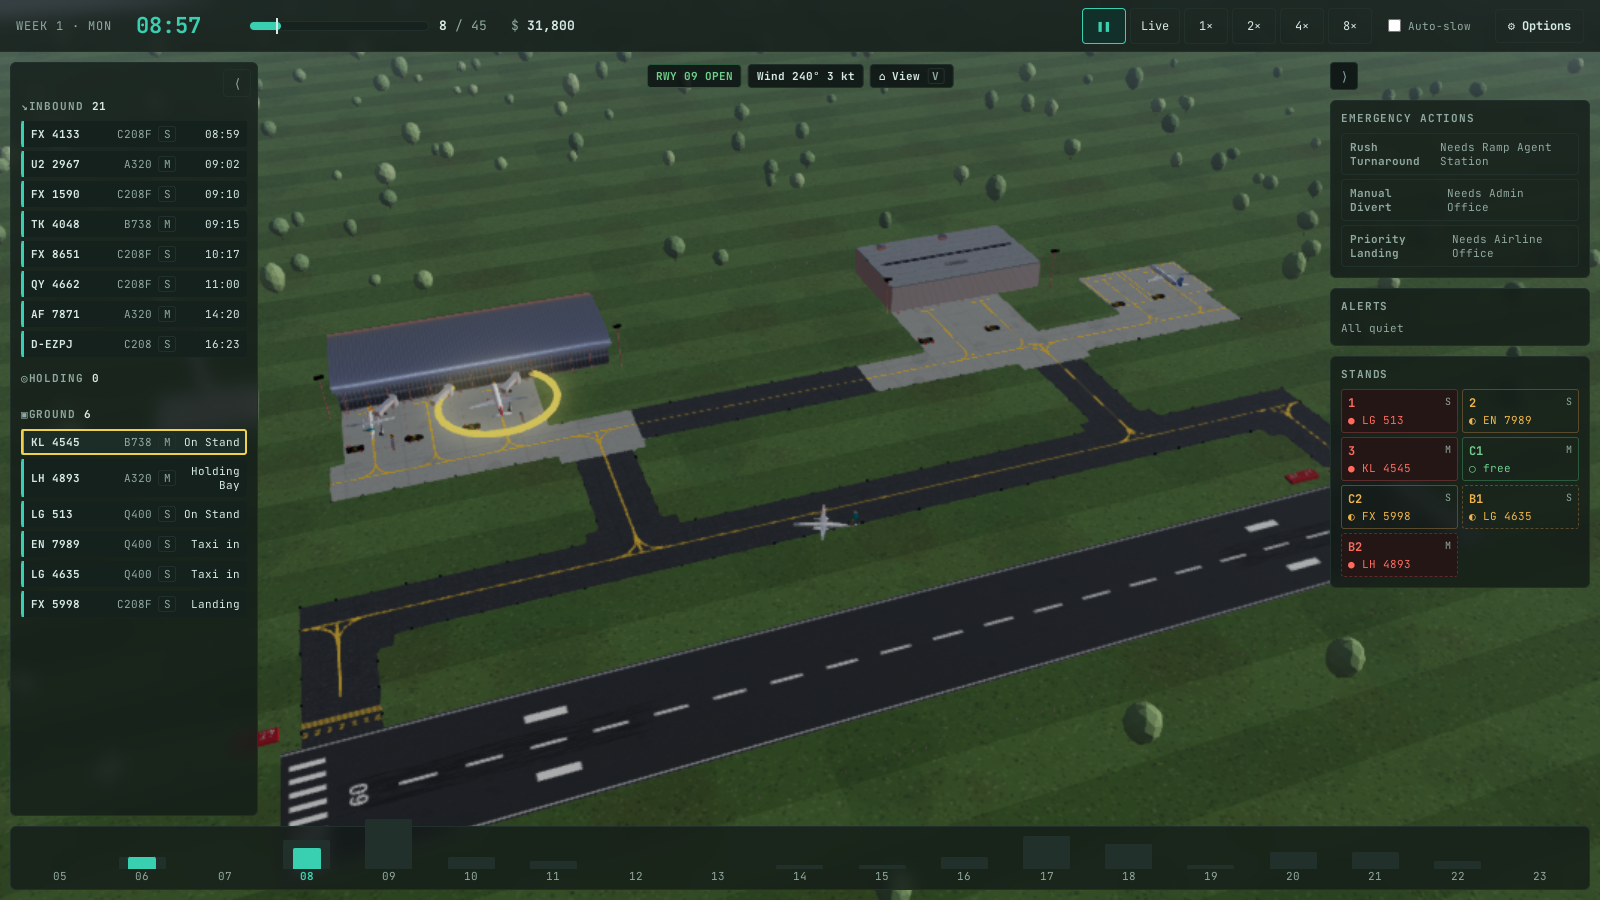 WEEK 1 · MON 08:57 8 / 45 $ 31,800 Live 1× 2× 4× 8× Auto-slow Options
RWY 09 OPEN Wind 240° 3 kt View V
INBOUND 21
FX 4133 C208F S 08:59
U2 2967 A320 M 09:02
FX 1590 C208F S 09:10
TK 4048 B738 M 09:15
FX 8651 C208F S 10:17
QY 4662 C208F S 11:00
AF 7871 A320 M 14:20
D-EZPJ C208 S 16:23
HOLDING 0
GROUND 6
KL 4545 B738 M On Stand
LH 4893 A320 M Holding Bay
LG 513 Q400 S On Stand
EN 7989 Q400 S Taxi in
LG 4635 Q400 S Taxi in
FX 5998 C208F S Landing
EMERGENCY ACTIONS
Rush Turnaround Needs Ramp Agent Station
Manual Divert Needs Admin Office
Priority Landing Needs Airline Office
ALERTS
All quiet
STANDS
1 S
LG 513
2 S
EN 7989
3 M
KL 4545
C1 M
free
C2 S
FX 5998
B1 S
LG 4635
B2 M
LH 4893
09
05 06 07 08 09 10 11 12 13 14 15 16 17 18 19 20 21 22 23